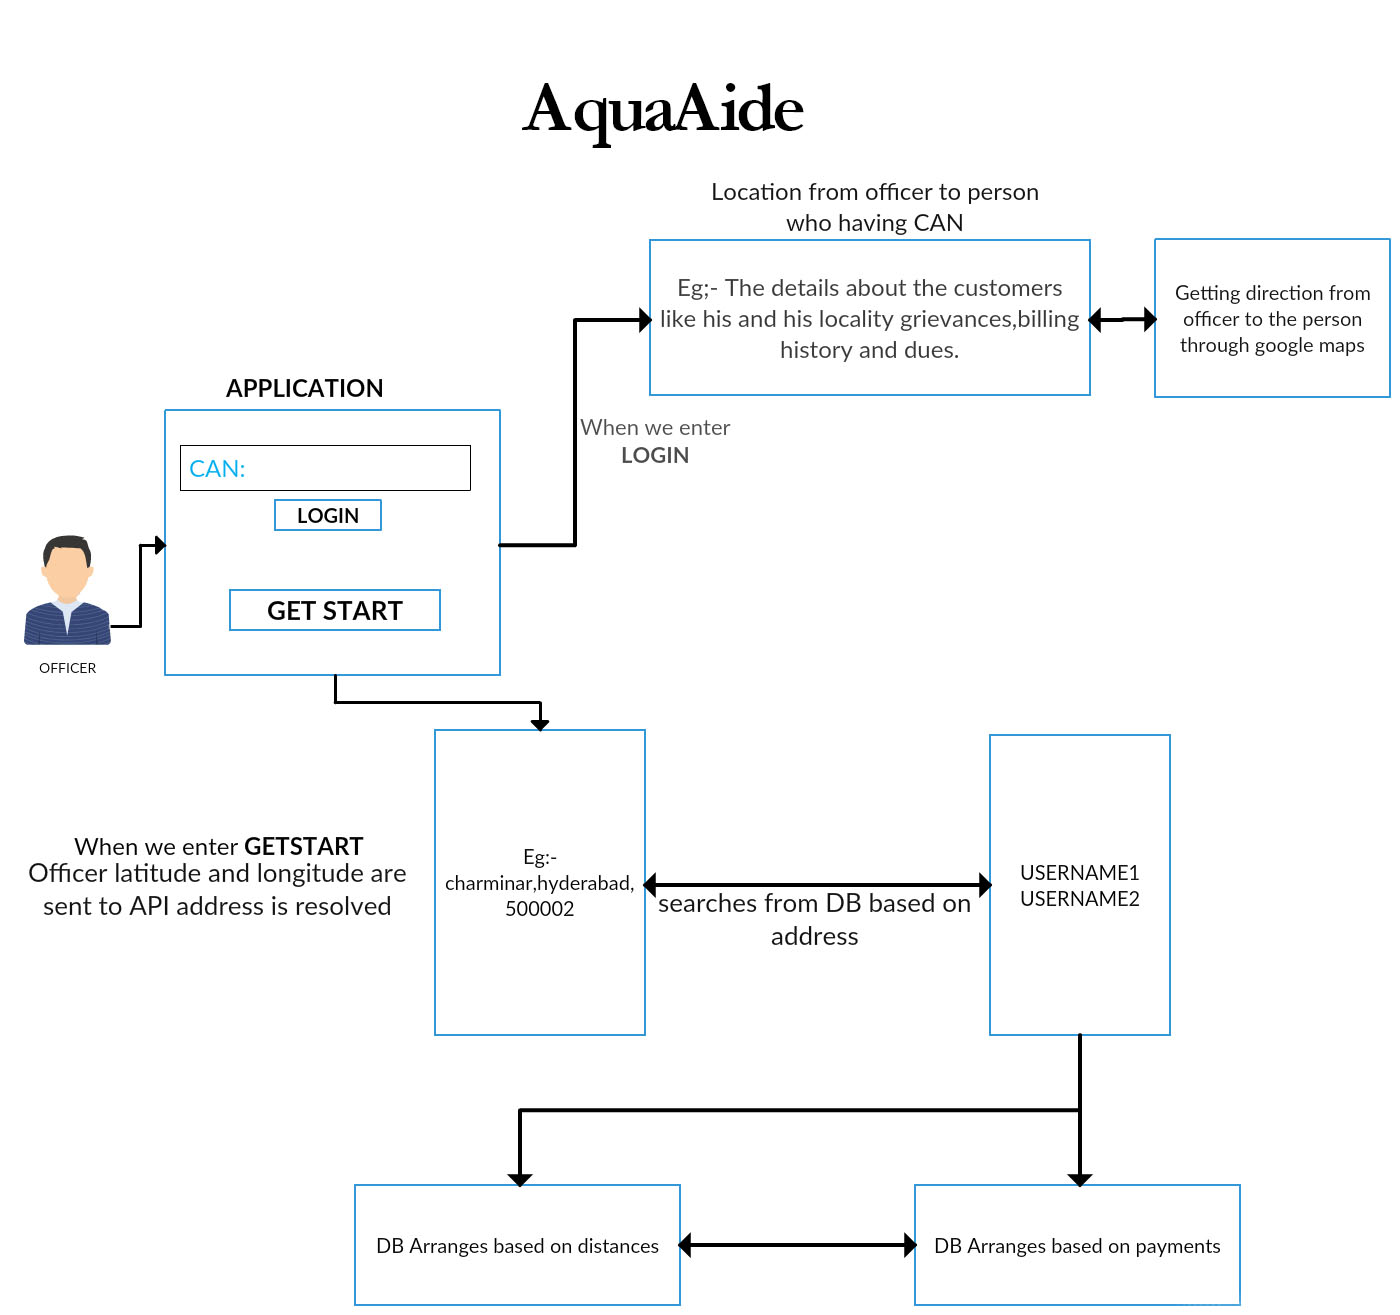 AquaAide
Location from officer to person
who having CAN
Eg;- The details about the customers
like his and his locality grievances,billing
history and dues.
Getting direction from
officer to the person
through google maps
APPLICATION
When we enter
LOGIN
CAN:
LOGIN
GET START
OFFICER
When we enter GETSTART
Officer latitude and longitude are
sent to API address is resolved
Eg:-
charminar,hyderabad,
500002
searches from DB based on
address
USERNAME1
USERNAME2
DB Arranges based on distances
DB Arranges based on payments